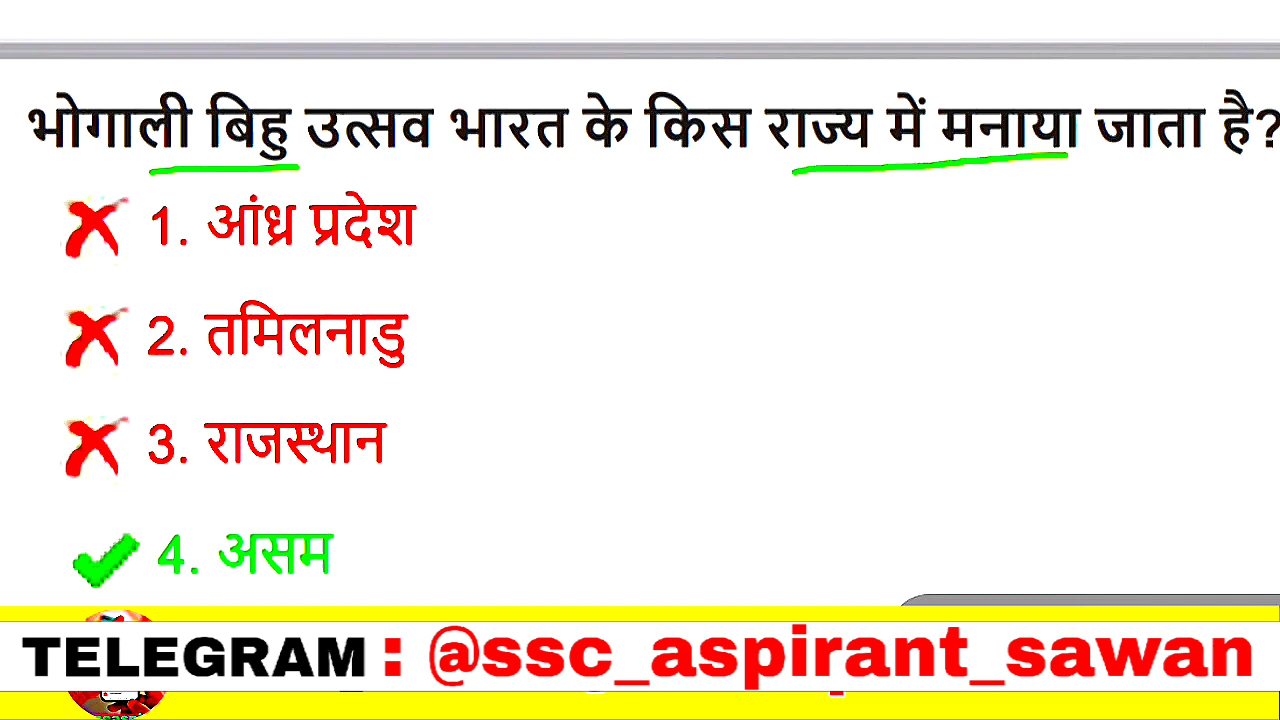 भोगाली बिहु उत्सव भारत के किस राज्य में मनाया जाता है?
1. आंध्र प्रदेश
2. तमिलनाडु
3. राजस्थान
4. असम
TELEGRAM : @ssc_aspirant_sawan